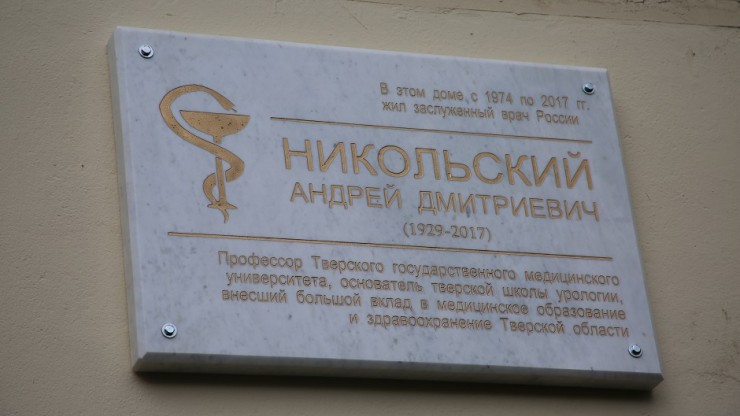 В этом доме, с 1974 по 2017 гг.
жил заслуженный врач России
НИКОЛЬСКИЙ
АНДРЕЙ ДМИТРИЕВИЧ
(1929-2017)
Профессор Тверского государственного медицинского
университета, основатель тверской школы урологии,
внесший большой вклад в медицинское образование
и здравоохранение Тверской области